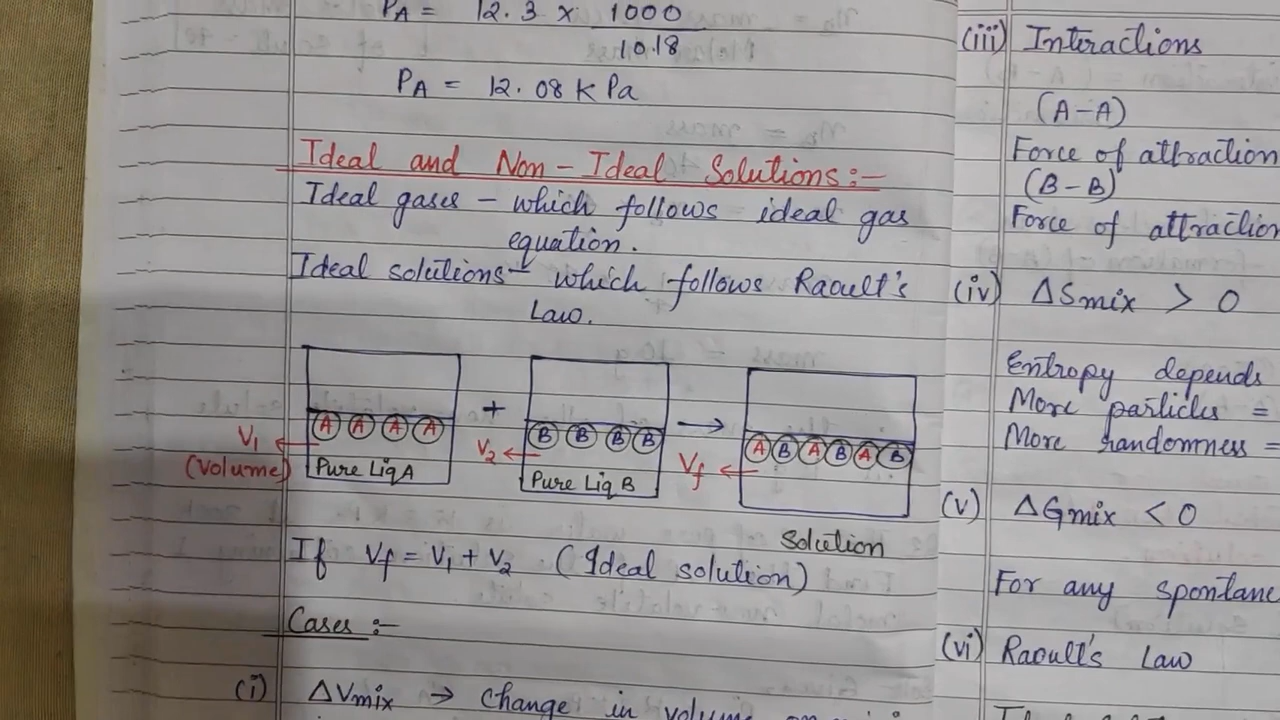 PA = 12.3 x 1000
1018
PA = 12.08 k Pa
Ideal and Non-Ideal Solutions:-
Ideal gases - which follows ideal gas
equation.
Ideal solutions - which follows Raoult's
Law.
A A A A
V1
(Volume)
Pure Liq A
+
B B B B
V2
Pure Liq B
→
A B A B A B
Vf
Solution
If Vf = V1 + V2 (Ideal solution)
Cases :-
(i) ΔVmix → change in volume on
(iii) Interactions
(A-A)
Force of attraction
(B-B)
Force of attraction
(iv) ΔSmix > 0
Entropy depends
More particles =
More randomness =
(v) ΔGmix < 0
For any spontane
(vi) Raoult's Law